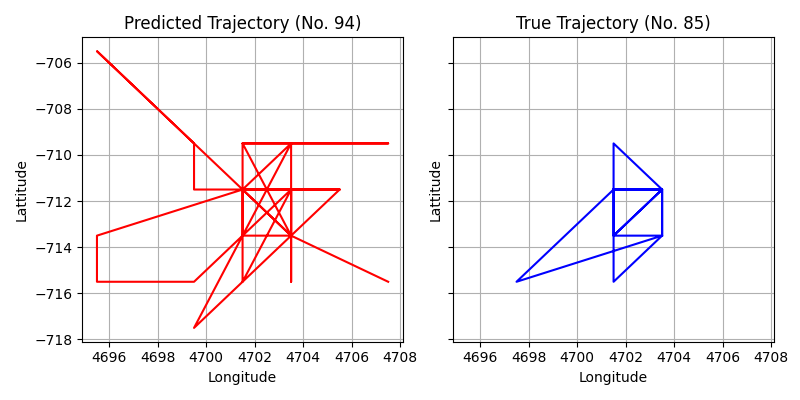 Predicted Trajectory (No. 94)
True Trajectory (No. 85)
Lattitude
−706
−708
−710
−712
−714
−716
−718
4696 4698 4700 4702 4704 4706 4708
Longitude
Lattitude
4696 4698 4700 4702 4704 4706 4708
Longitude